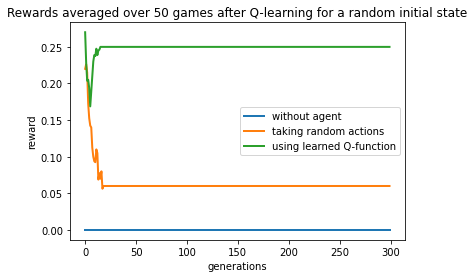 Rewards averaged over 50 games after Q-learning for a random initial state
0.25
0.20
0.15
0.10
0.05
0.00
reward
without agent
taking random actions
using learned Q-function
0 50 100 150 200 250 300
generations